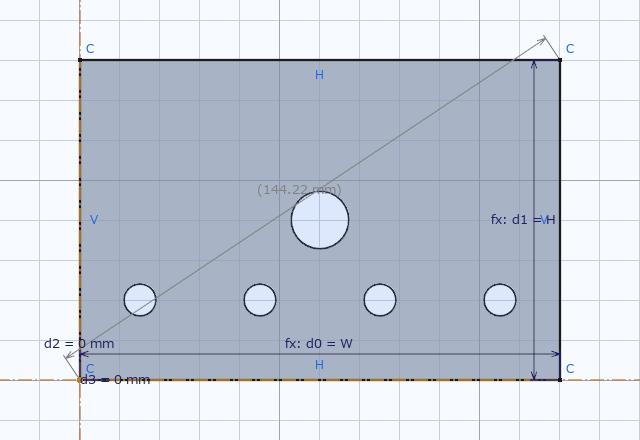 C
C
H
(144.22 mm)
V
fx: d1 = H
V
d2 = 0 mm
fx: d0 = W
C
H
C
d3 = 0 mm